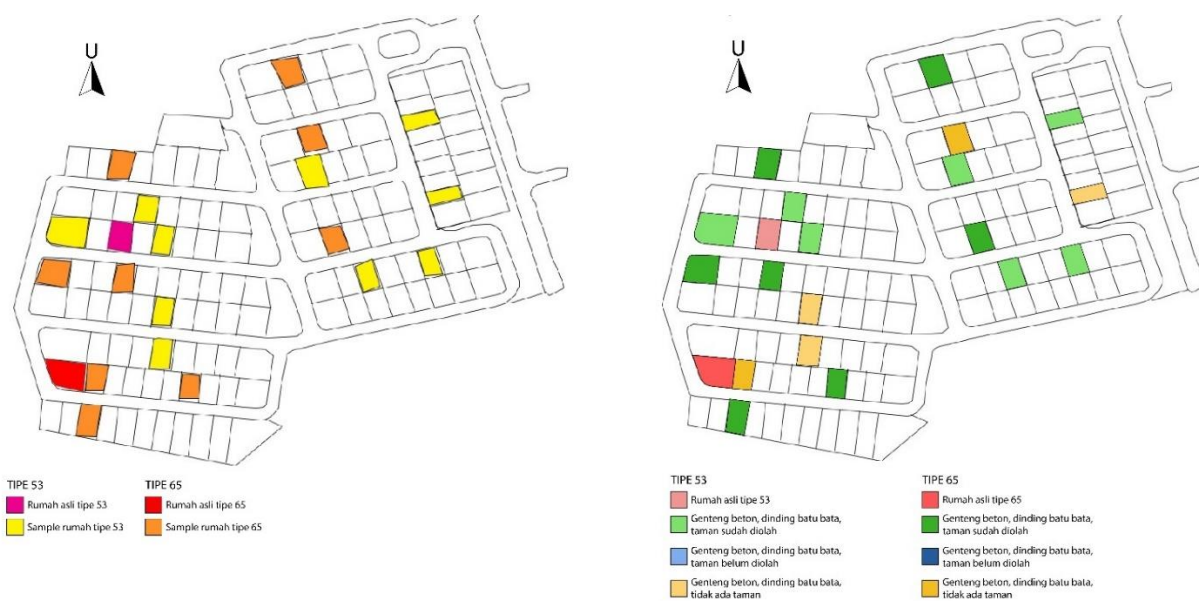 U
U
TIPE 53
Rumah asli tipe 53
Sample rumah tipe 53
TIPE 65
Rumah asli tipe 65
Sample rumah tipe 65
TIPE 53
Rumah asli tipe 53
Genteng beton, dinding batu bata,
taman sudah diolah
Genteng beton, dinding batu bata,
taman belum diolah
Genteng beton, dinding batu bata,
tidak ada taman
TIPE 65
Rumah asli tipe 65
Genteng beton, dinding batu bata,
taman sudah diolah
Genteng beton, dinding batu bata,
taman belum diolah
Genteng beton, dinding batu bata,
tidak ada taman